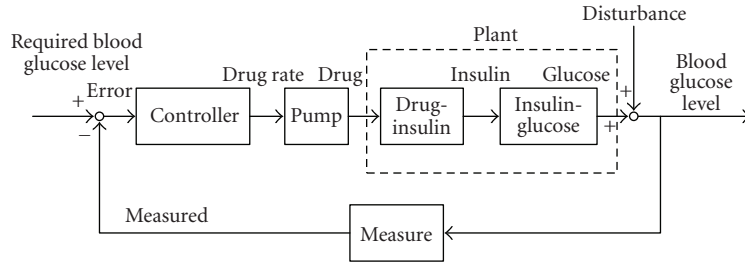 Disturbance
Required blood
glucose level
Plant
Blood
glucose
level
Error
Drug rate
Drug
Insulin
Glucose
+
+
Controller
Pump
Drug-
insulin
Insulin-
glucose
+
−
Measured
Measure